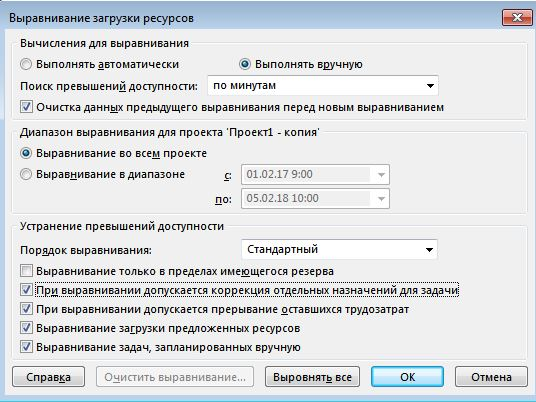 Выравнивание загрузки ресурсов
Вычисления для выравнивания
Выполнять автоматически Выполнять вручную
Поиск превышений доступности: по минутам
Очистка данных предыдущего выравнивания перед новым выравниванием
Диапазон выравнивания для проекта 'Проект1 - копия'
Выравнивание во всем проекте
Выравнивание в диапазоне с: 01.02.17 9:00
по: 05.02.18 10:00
Устранение превышений доступности
Порядок выравнивания: Стандартный
Выравнивание только в пределах имеющегося резерва
При выравнивании допускается коррекция отдельных назначений для задачи
При выравнивании допускается прерывание оставшихся трудозатрат
Выравнивание загрузки предложенных ресурсов
Выравнивание задач, запланированных вручную
Справка Очистить выравнивание... Выровнять все ОК Отмена